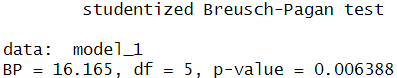 studentized Breusch-Pagan test
data:  model_1
BP = 16.165, df = 5, p-value = 0.006388